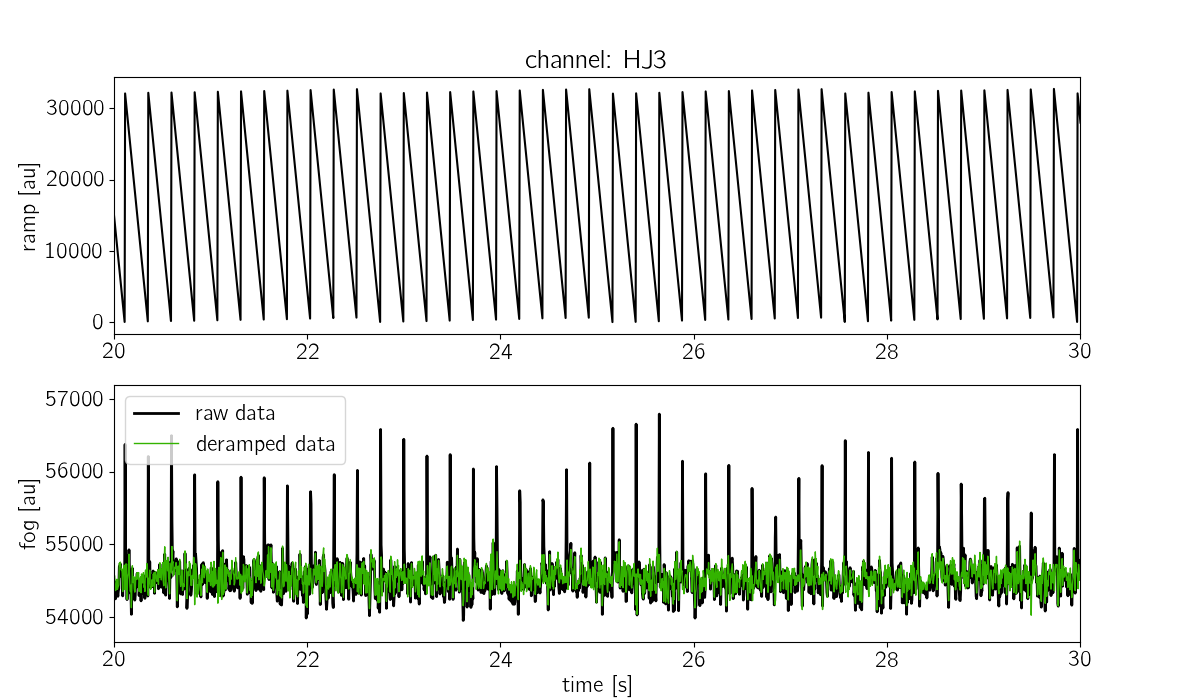 channel: HJ3
ramp [au]
30000
20000
10000
0
20 22 24 26 28 30
fog [au]
57000
56000
55000
54000
raw data
deramped data
20 22 24 26 28 30
time [s]